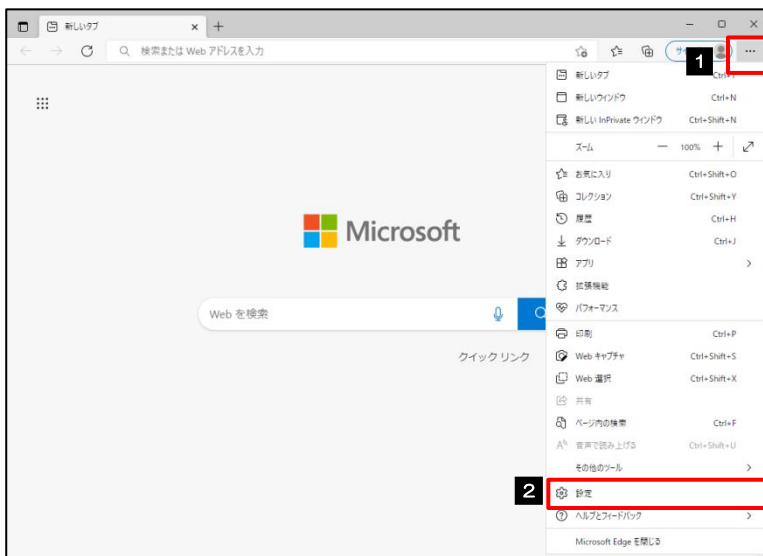 新しいタブ
検索または Web アドレスを入力
1
新しいタブ
新しいウィンドウ Ctrl+N
新しい InPrivate ウィンドウ Ctrl+Shift+N
ズーム 100%
お気に入り Ctrl+Shift+O
コレクション Ctrl+Shift+Y
履歴 Ctrl+H
Microsoft
ダウンロード Ctrl+J
アプリ
拡張機能
Web を検索
パフォーマンス
印刷 Ctrl+P
クイック リンク
Web キャプチャ Ctrl+Shift+S
Web 選択 Ctrl+Shift+X
共有
ページ内の検索 Ctrl+F
音声で読み上げる Ctrl+Shift+U
その他のツール
2 設定
ヘルプとフィードバック
Microsoft Edge を閉じる